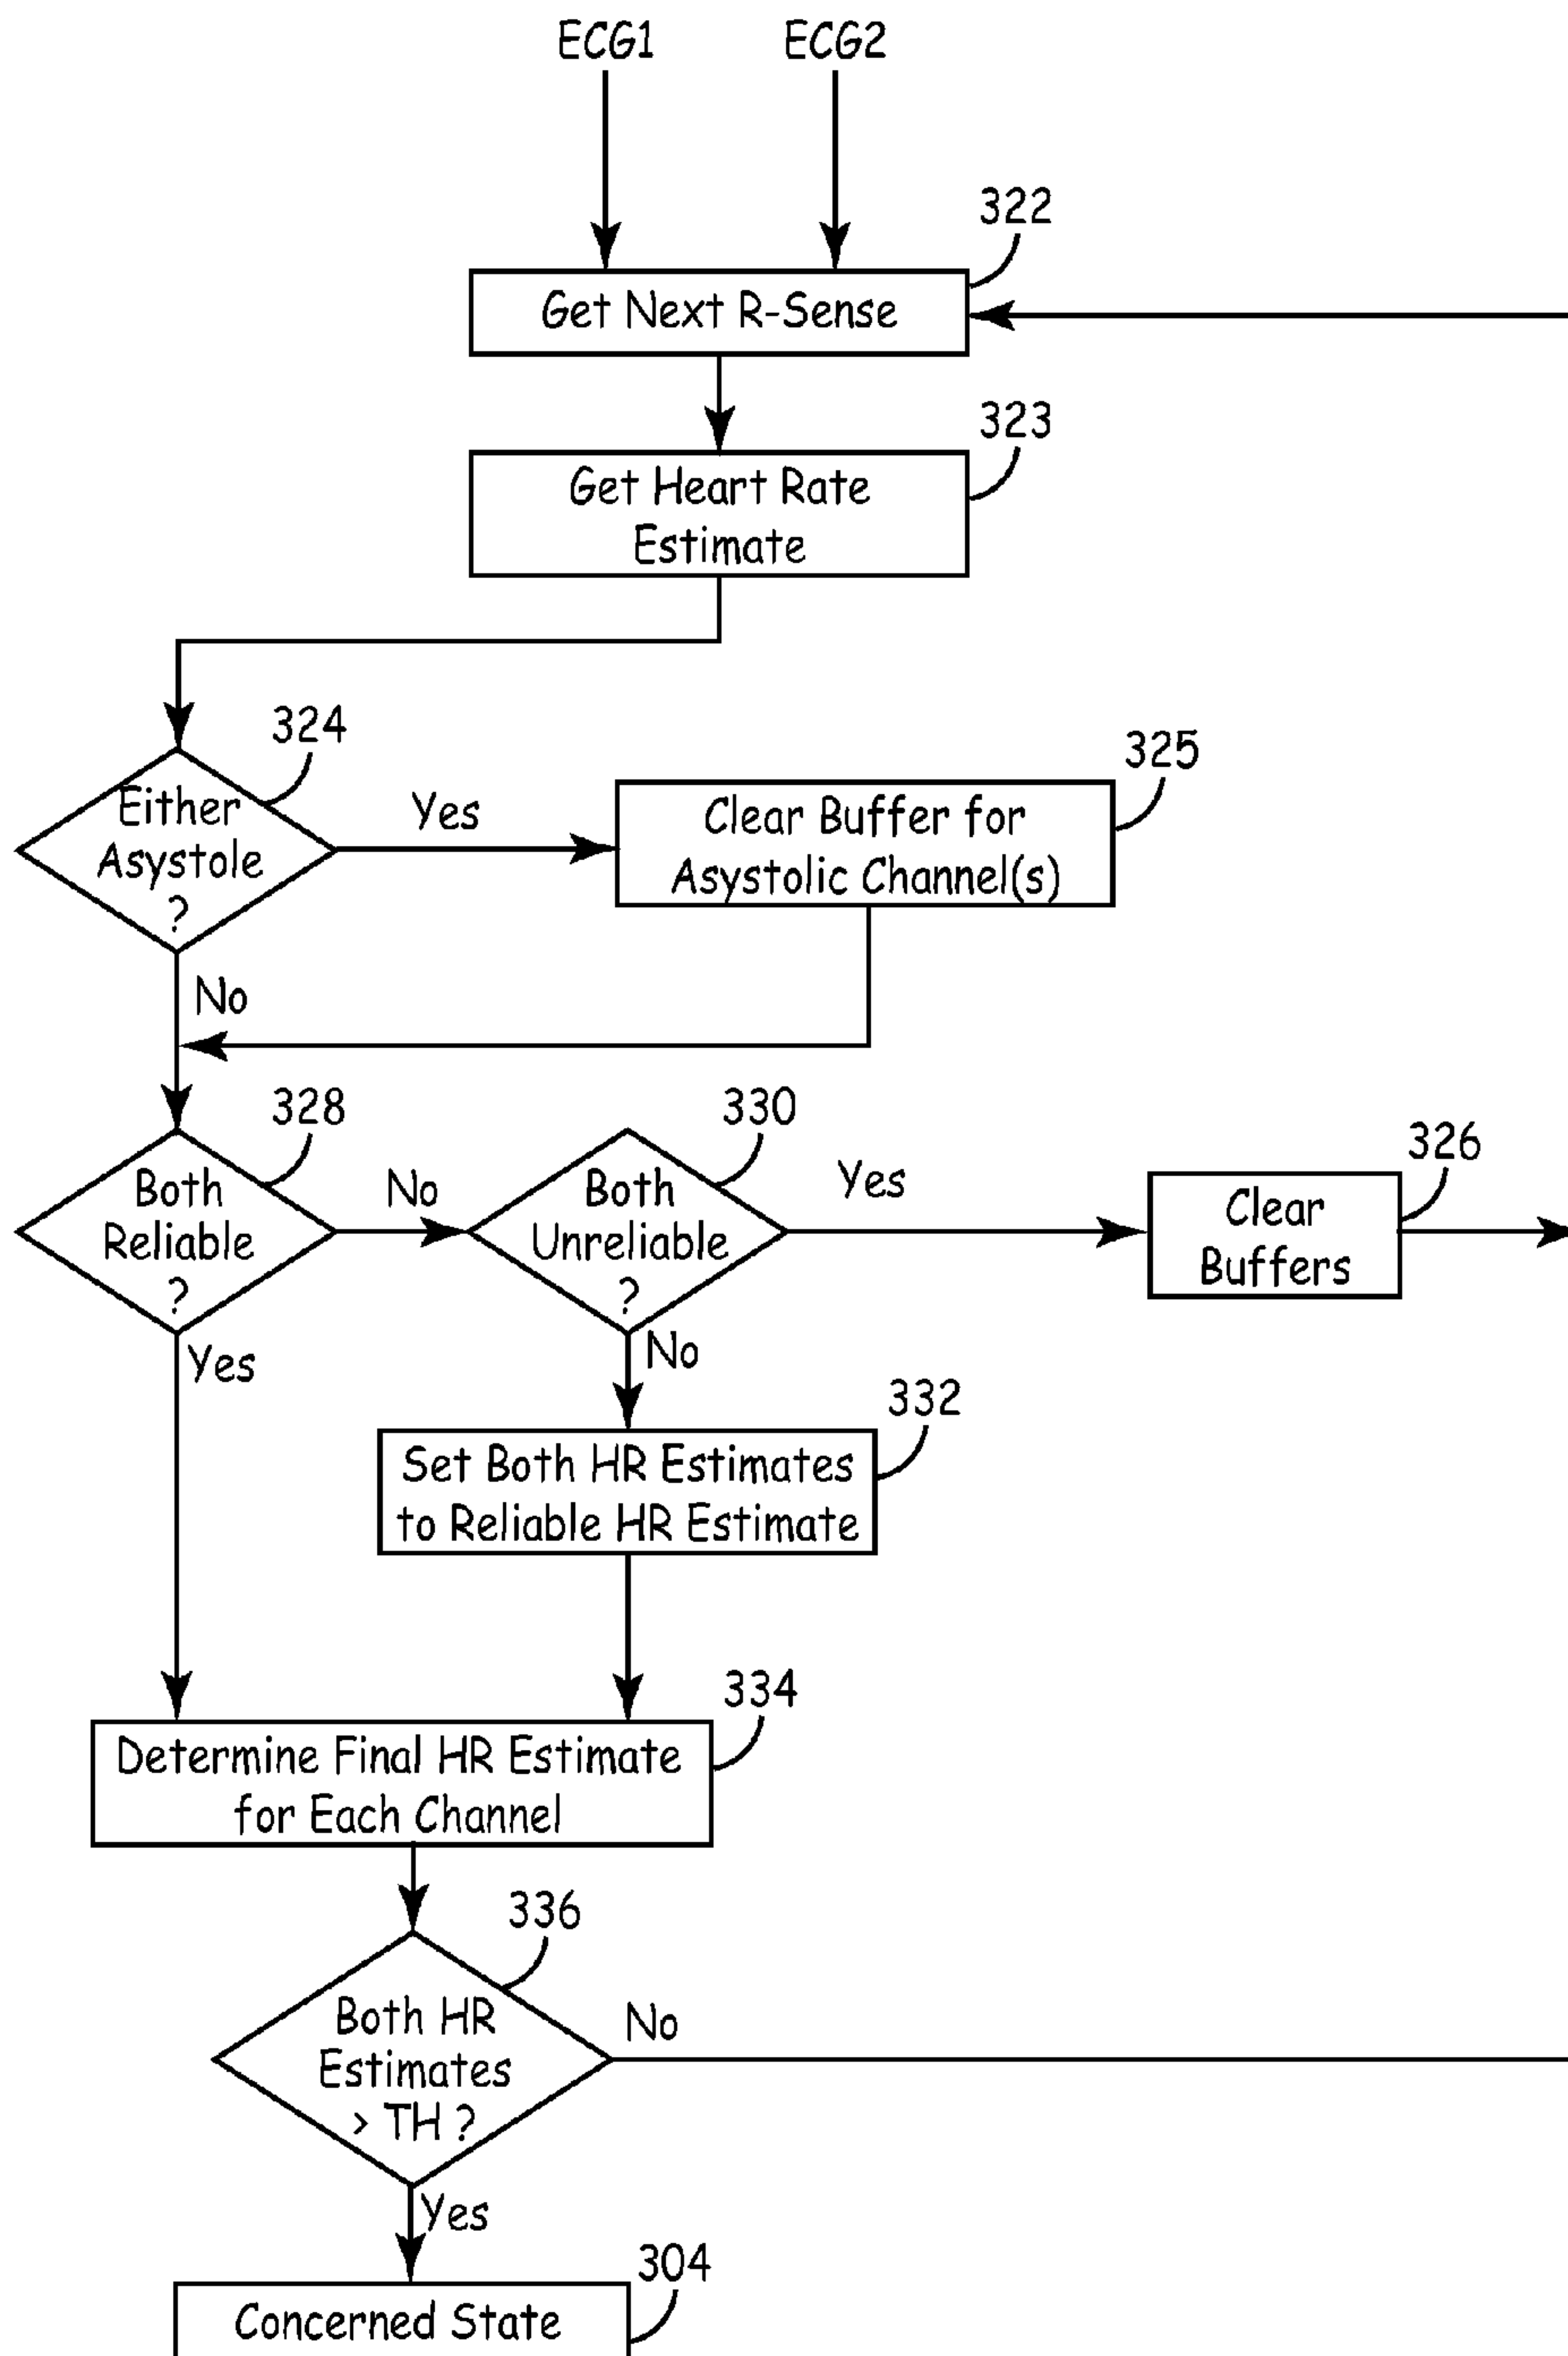 ECG1
ECG2
322
Get Next R-Sense
323
Get Heart Rate
Estimate
324
Either
Asystole
?
Yes
325
Clear Buffer for
Asystolic Channel(s)
No
328
Both
Reliable
?
No
330
Both
Unreliable
?
Yes
326
Clear
Buffers
Yes
No
332
Set Both HR Estimates
to Reliable HR Estimate
334
Determine Final HR Estimate
for Each Channel
336
Both HR
Estimates
> TH ?
No
Yes
304
Concerned State